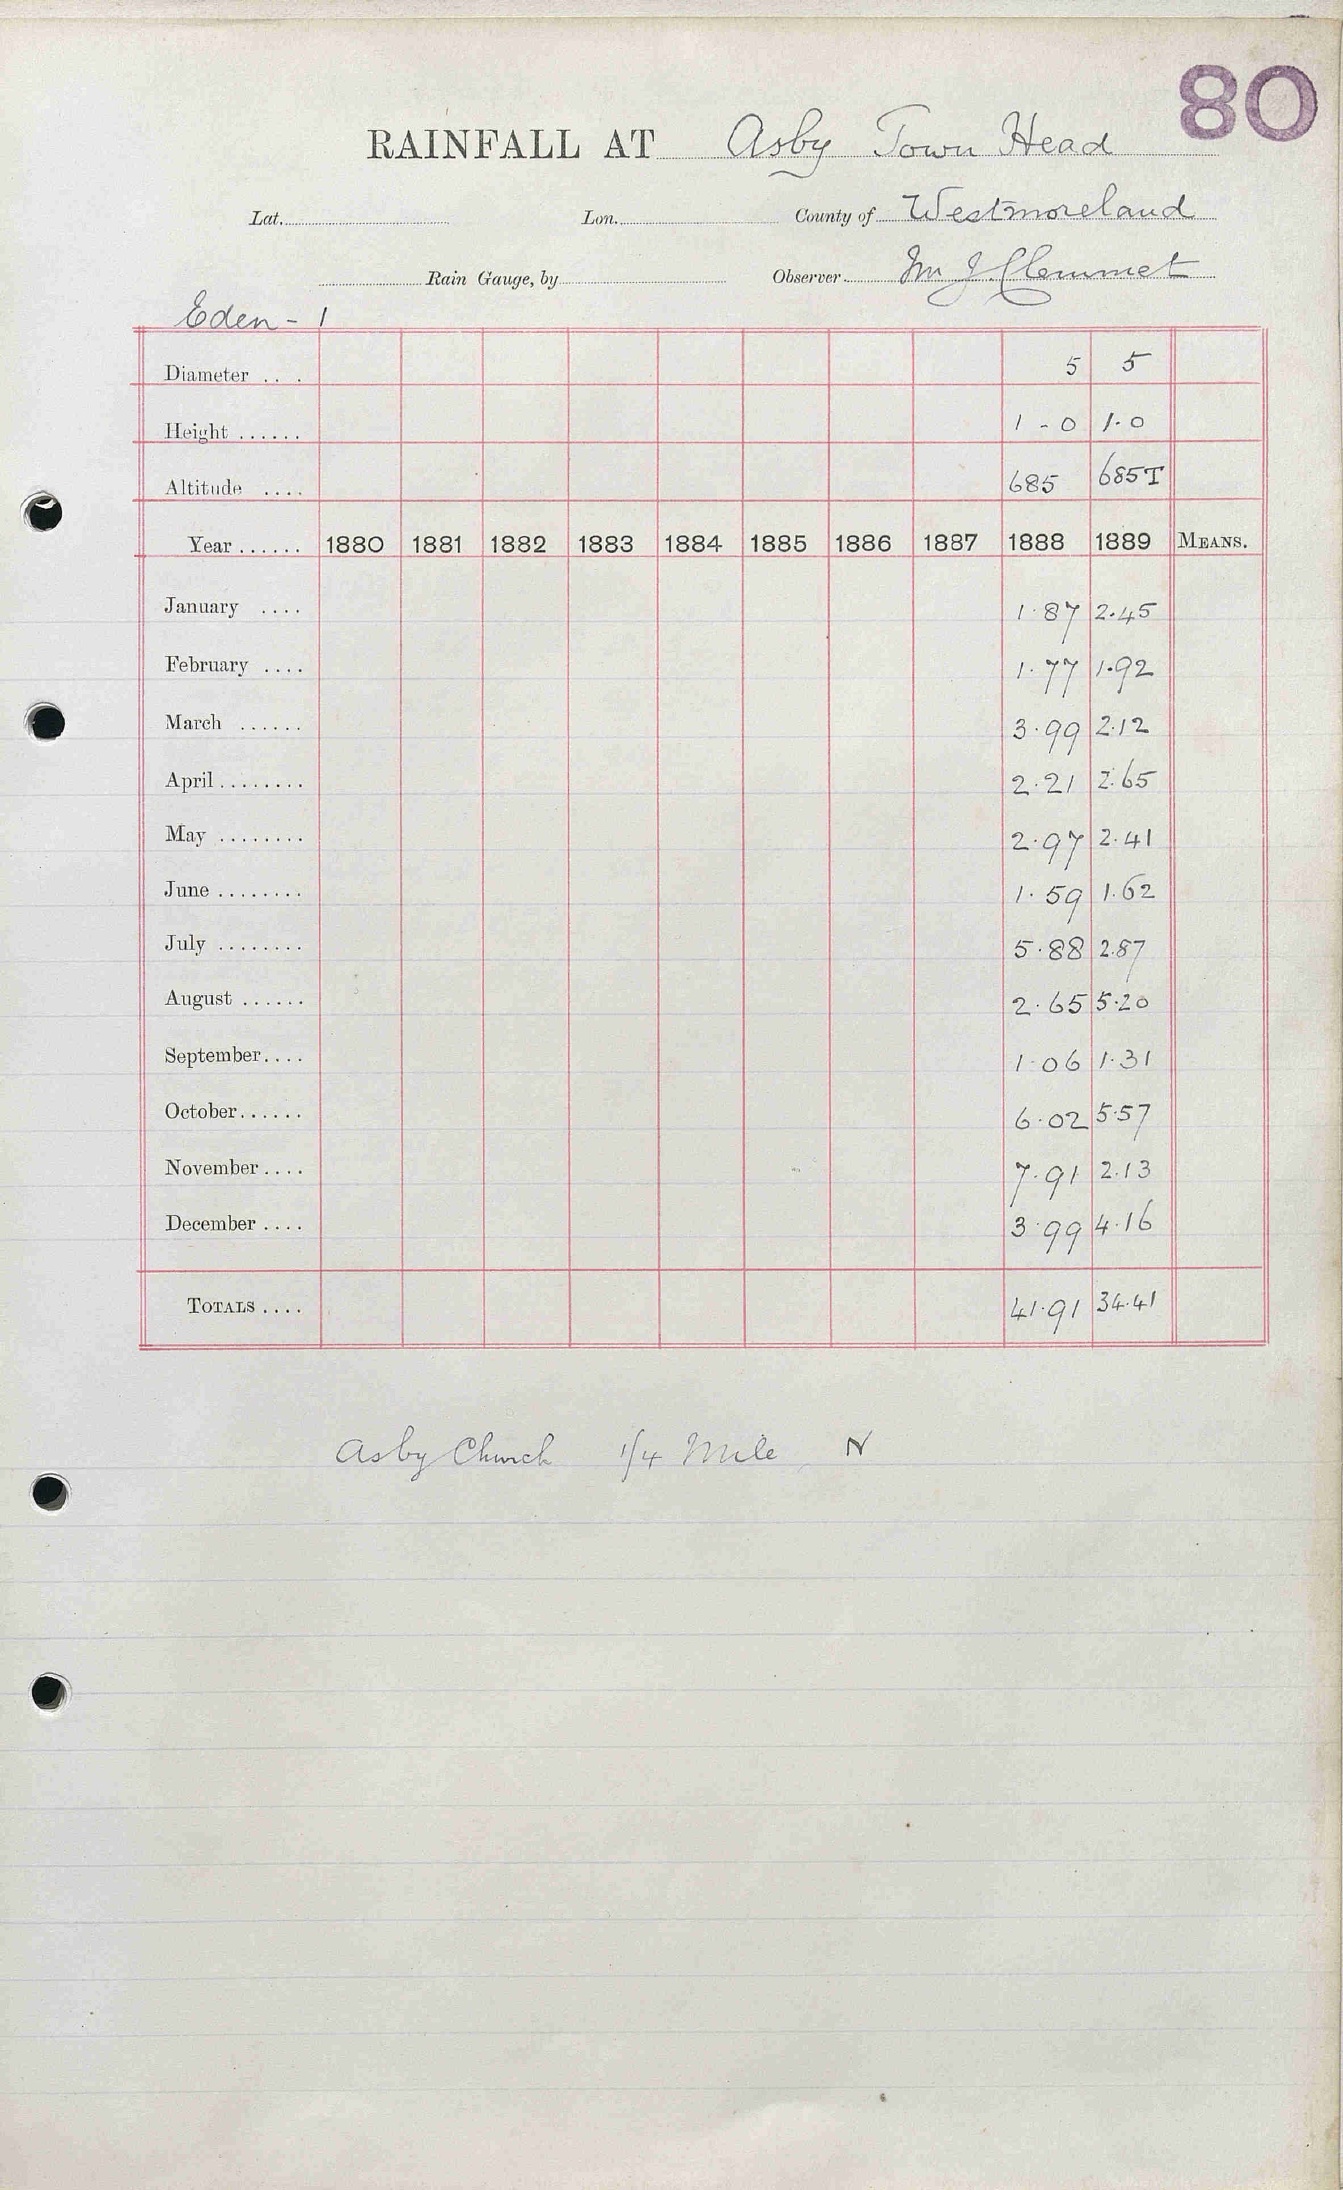 80
RAINFALL AT Asby Town Head
Lat. Lon. County of Westmoreland
Rain Gauge, by Observer Mr J Clemmet
Eden - 1
Diameter .... 5 5
Height ...... 1-0 1.0
Altitude .... 685 685T
Year ...... 1880 1881 1882 1883 1884 1885 1886 1887 1888 1889 MEANS.
January .... 1.87 2.45
February .... 1.77 1.92
March ...... 3.99 2.12
April ........ 2.21 2.65
May ........ 2.97 2.41
June ........ 1.59 1.62
July ........ 5.88 2.87
August ...... 2.65 5.20
September.... 1.06 1.31
October...... 6.02 5.57
November.... 7.91 2.13
December .... 3.99 4.16
TOTALS .... 41.91 34.41
Asby Church 1/4 Mile N